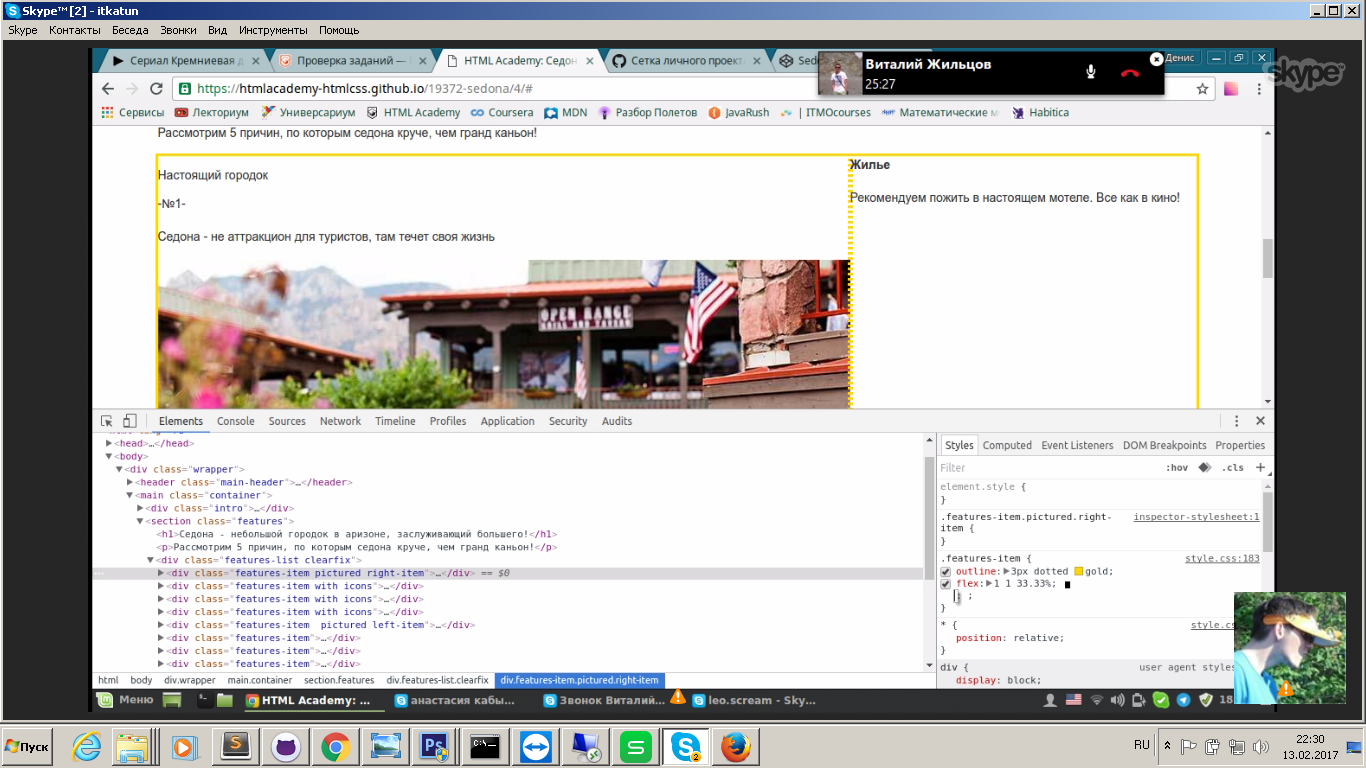 Skype™ [2] - itkatun
Skype Контакты Беседа Звонки Вид Инструменты Помощь
Сериал Кремниевая д
Проверка заданий —
HTML Academy: Седон
Сетка личного проекта
Sed
Денис
Виталий Жильцов
25:27
skype
https://htmlacademy-htmlcss.github.io/19372-sedona/4/#
Сервисы Лекториум Универсариум HTML Academy Coursera MDN Разбор Полетов JavaRush | ITMOcourses Математические м Habitica
Рассмотрим 5 причин, по которым седона круче, чем гранд каньон!
Настоящий городок
-№1-
Седона - не аттракцион для туристов, там течет своя жизнь
Жилье
Рекомендуем пожить в настоящем мотеле. Все как в кино!
OPEN RANGE
GRILL AND TAVERN
Elements Console Sources Network Timeline Profiles Application Security Audits
<head>…</head>
<body>
<div class="wrapper">
<header class="main-header">…</header>
<main class="container">
<div class="intro">…</div>
<section class="features">
<h1>Седона - небольшой городок в аризоне, заслуживающий большего!</h1>
<p>Рассмотрим 5 причин, по которым седона круче, чем гранд каньон!</p>
<div class="features-list clearfix">
<div class="features-item pictured right-item">…</div> == $0
<div class="features-item with icons">…</div>
<div class="features-item with icons">…</div>
<div class="features-item with icons">…</div>
<div class="features-item  pictured left-item">…</div>
<div class="features-item">…</div>
<div class="features-item">…</div>
<div class="features-item">…</div>
html body div.wrapper main.container section.features div.features-list.clearfix div.features-item.pictured.right-item
Styles Computed Event Listeners DOM Breakpoints Properties
Filter :hov .cls +
element.style {
}
.features-item.pictured.right-item { inspector-stylesheet:1
}
.features-item { style.css:183
outline: 3px dotted gold;
flex: 1 1 33.33%;
: ;
}
* { style.cs
position: relative;
}
div { user agent styles
display: block;
Меню
HTML Academy: ...
анастасия кабы...
Звонок Виталий...
leo.scream - Sky...
18
Пуск
RU
22:30
13.02.2017